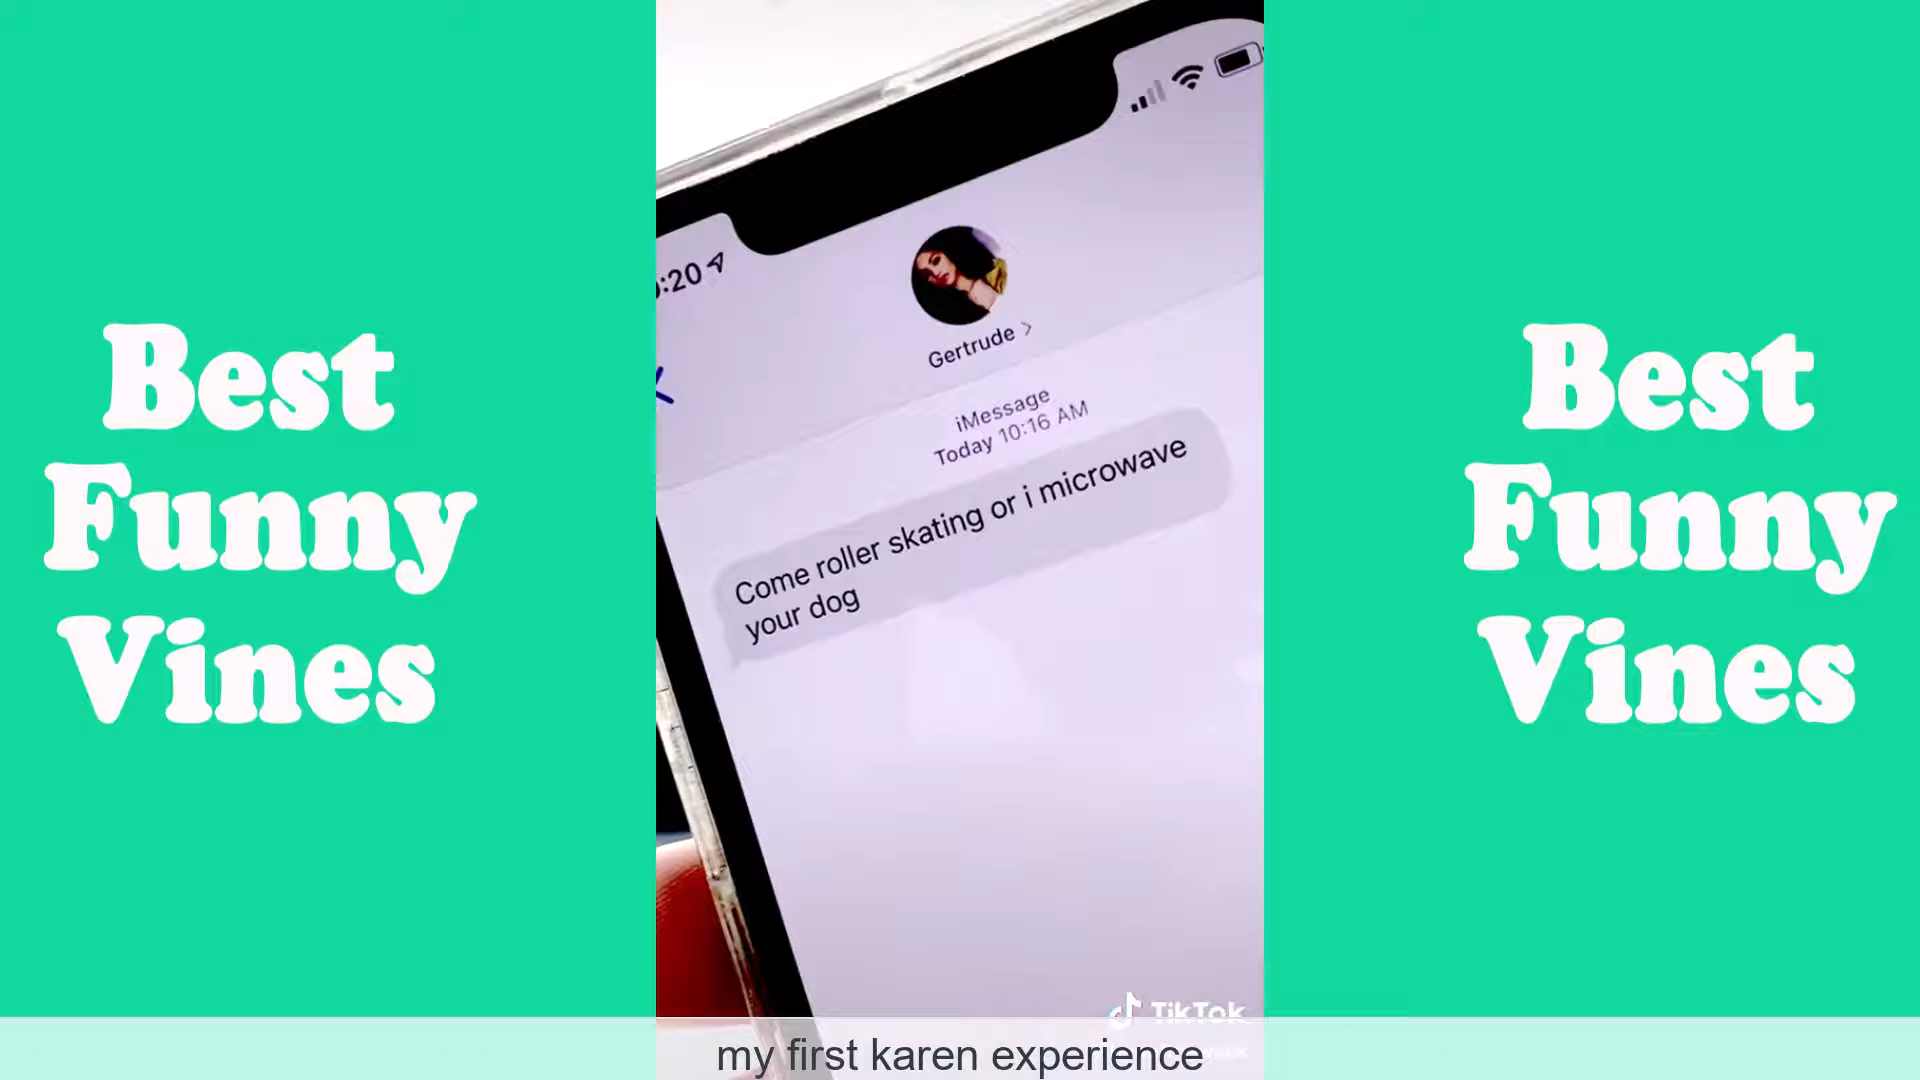 Best
Funny
Vines
:20
Gertrude >
iMessage
Today 10:16 AM
Come roller skating or i microwave
your dog
TikTok
my first karen experience
Best
Funny
Vines